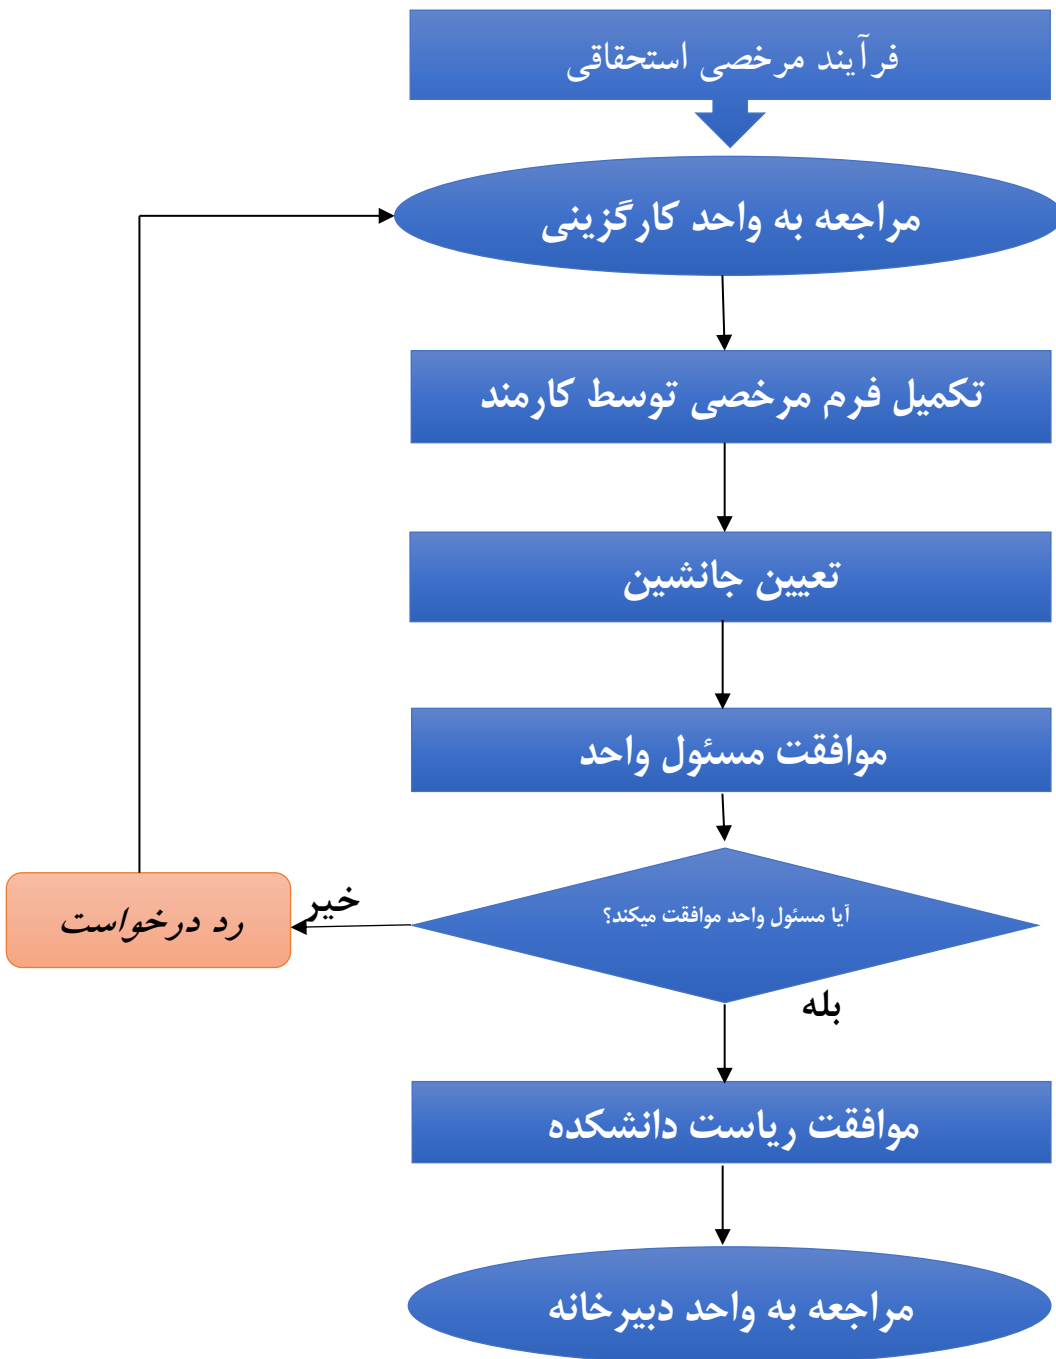 فرآیند مرخصی استحقاقی
مراجعه به واحد کارگزینی
تکمیل فرم مرخصی توسط کارمند
تعیین جانشین
موافقت مسئول واحد
آیا مسئول واحد موافقت میکند؟
خیر
رد درخواست
بله
موافقت ریاست دانشکده
مراجعه به واحد دبیرخانه